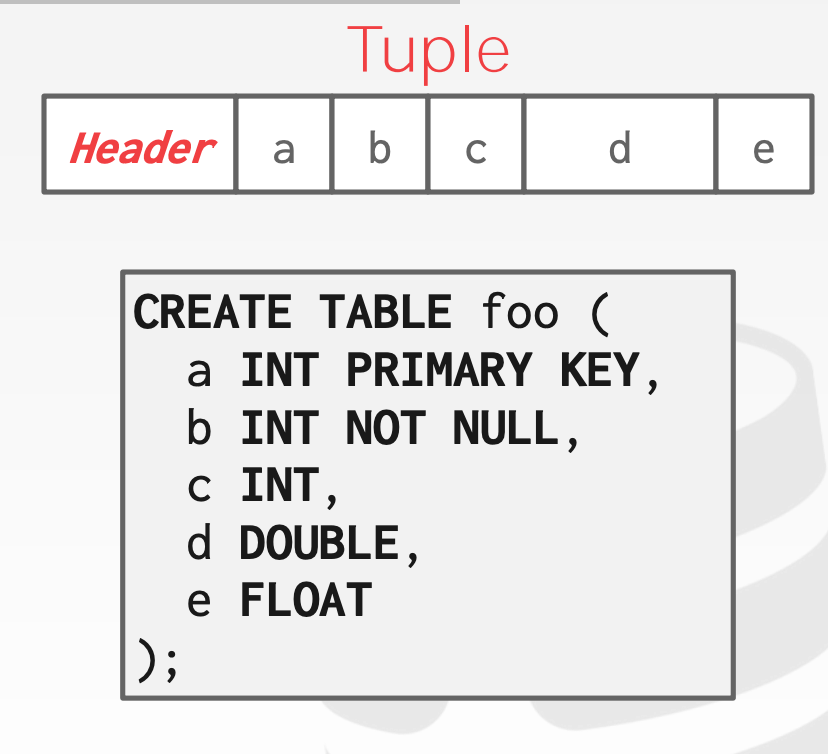 Tuple
Header a b c d e
CREATE TABLE foo (
  a INT PRIMARY KEY,
  b INT NOT NULL,
  c INT,
  d DOUBLE,
  e FLOAT
);